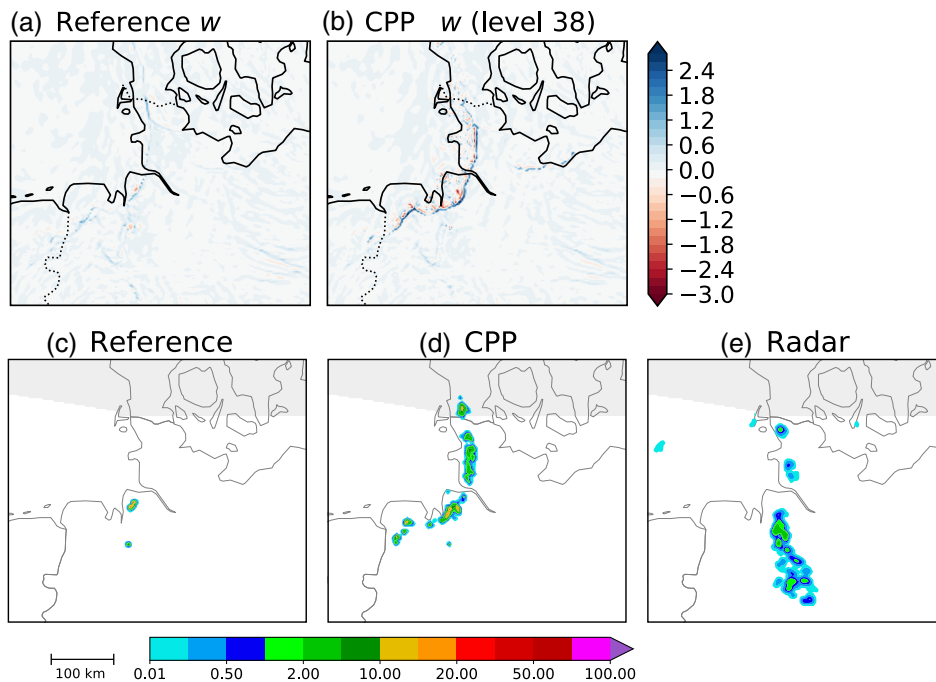 (a) Reference w
(b) CPP w (level 38)
2.4
1.8
1.2
0.6
0.0
−0.6
−1.2
−1.8
−2.4
−3.0
(c) Reference
(d) CPP
(e) Radar
100 km
0.01 0.50 2.00 10.00 20.00 50.00 100.00